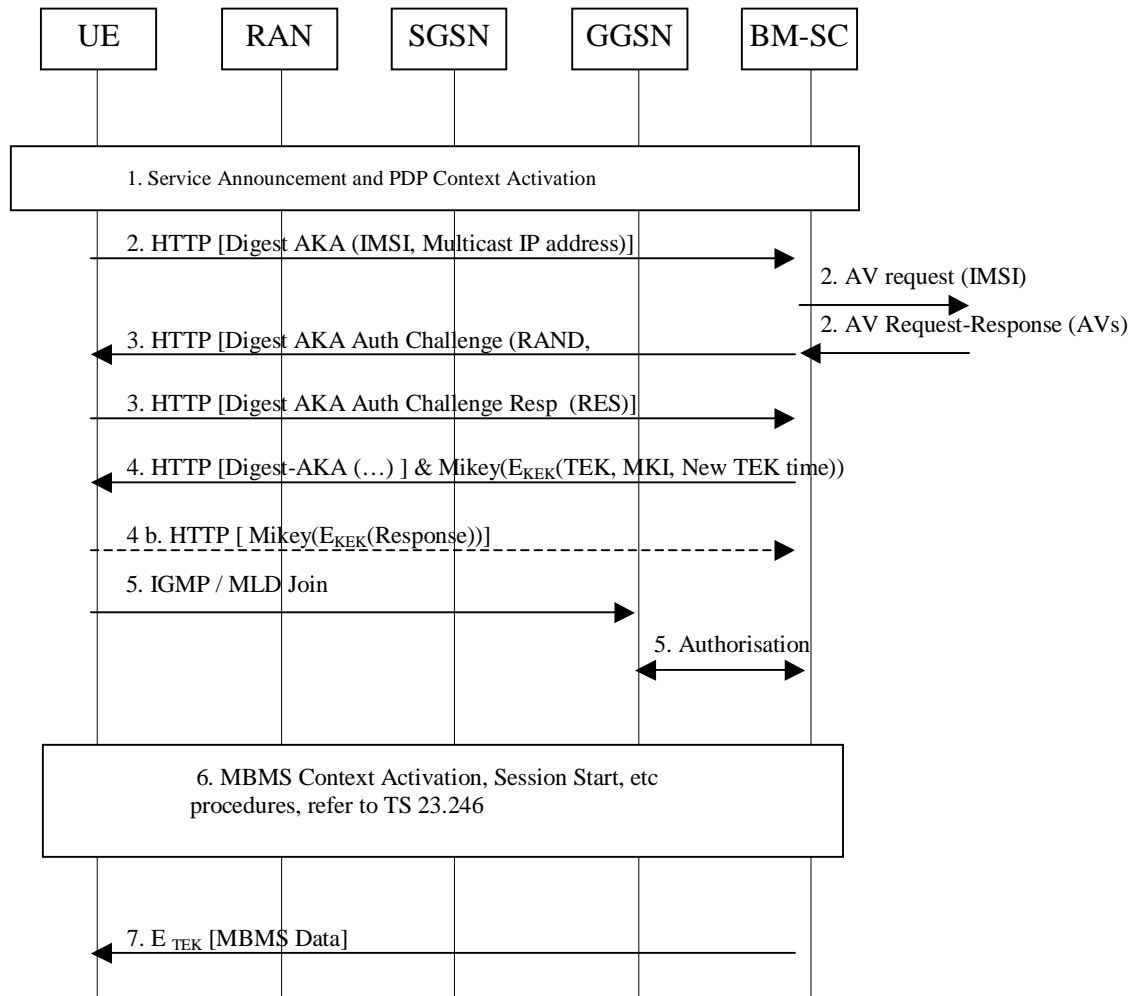 UE RAN SGSN GGSN BM-SC
1. Service Announcement and PDP Context Activation
2. HTTP [Digest AKA (IMSI, Multicast IP address)]
2. AV request (IMSI)
2. AV Request-Response (AVs)
3. HTTP [Digest AKA Auth Challenge (RAND,
3. HTTP [Digest AKA Auth Challenge Resp (RES)]
4. HTTP [Digest-AKA (…) ] & Mikey(EKEK(TEK, MKI, New TEK time))
4 b. HTTP [ Mikey(EKEK(Response))]
5. IGMP / MLD Join
5. Authorisation
6. MBMS Context Activation, Session Start, etc
procedures, refer to TS 23.246
7. E TEK [MBMS Data]